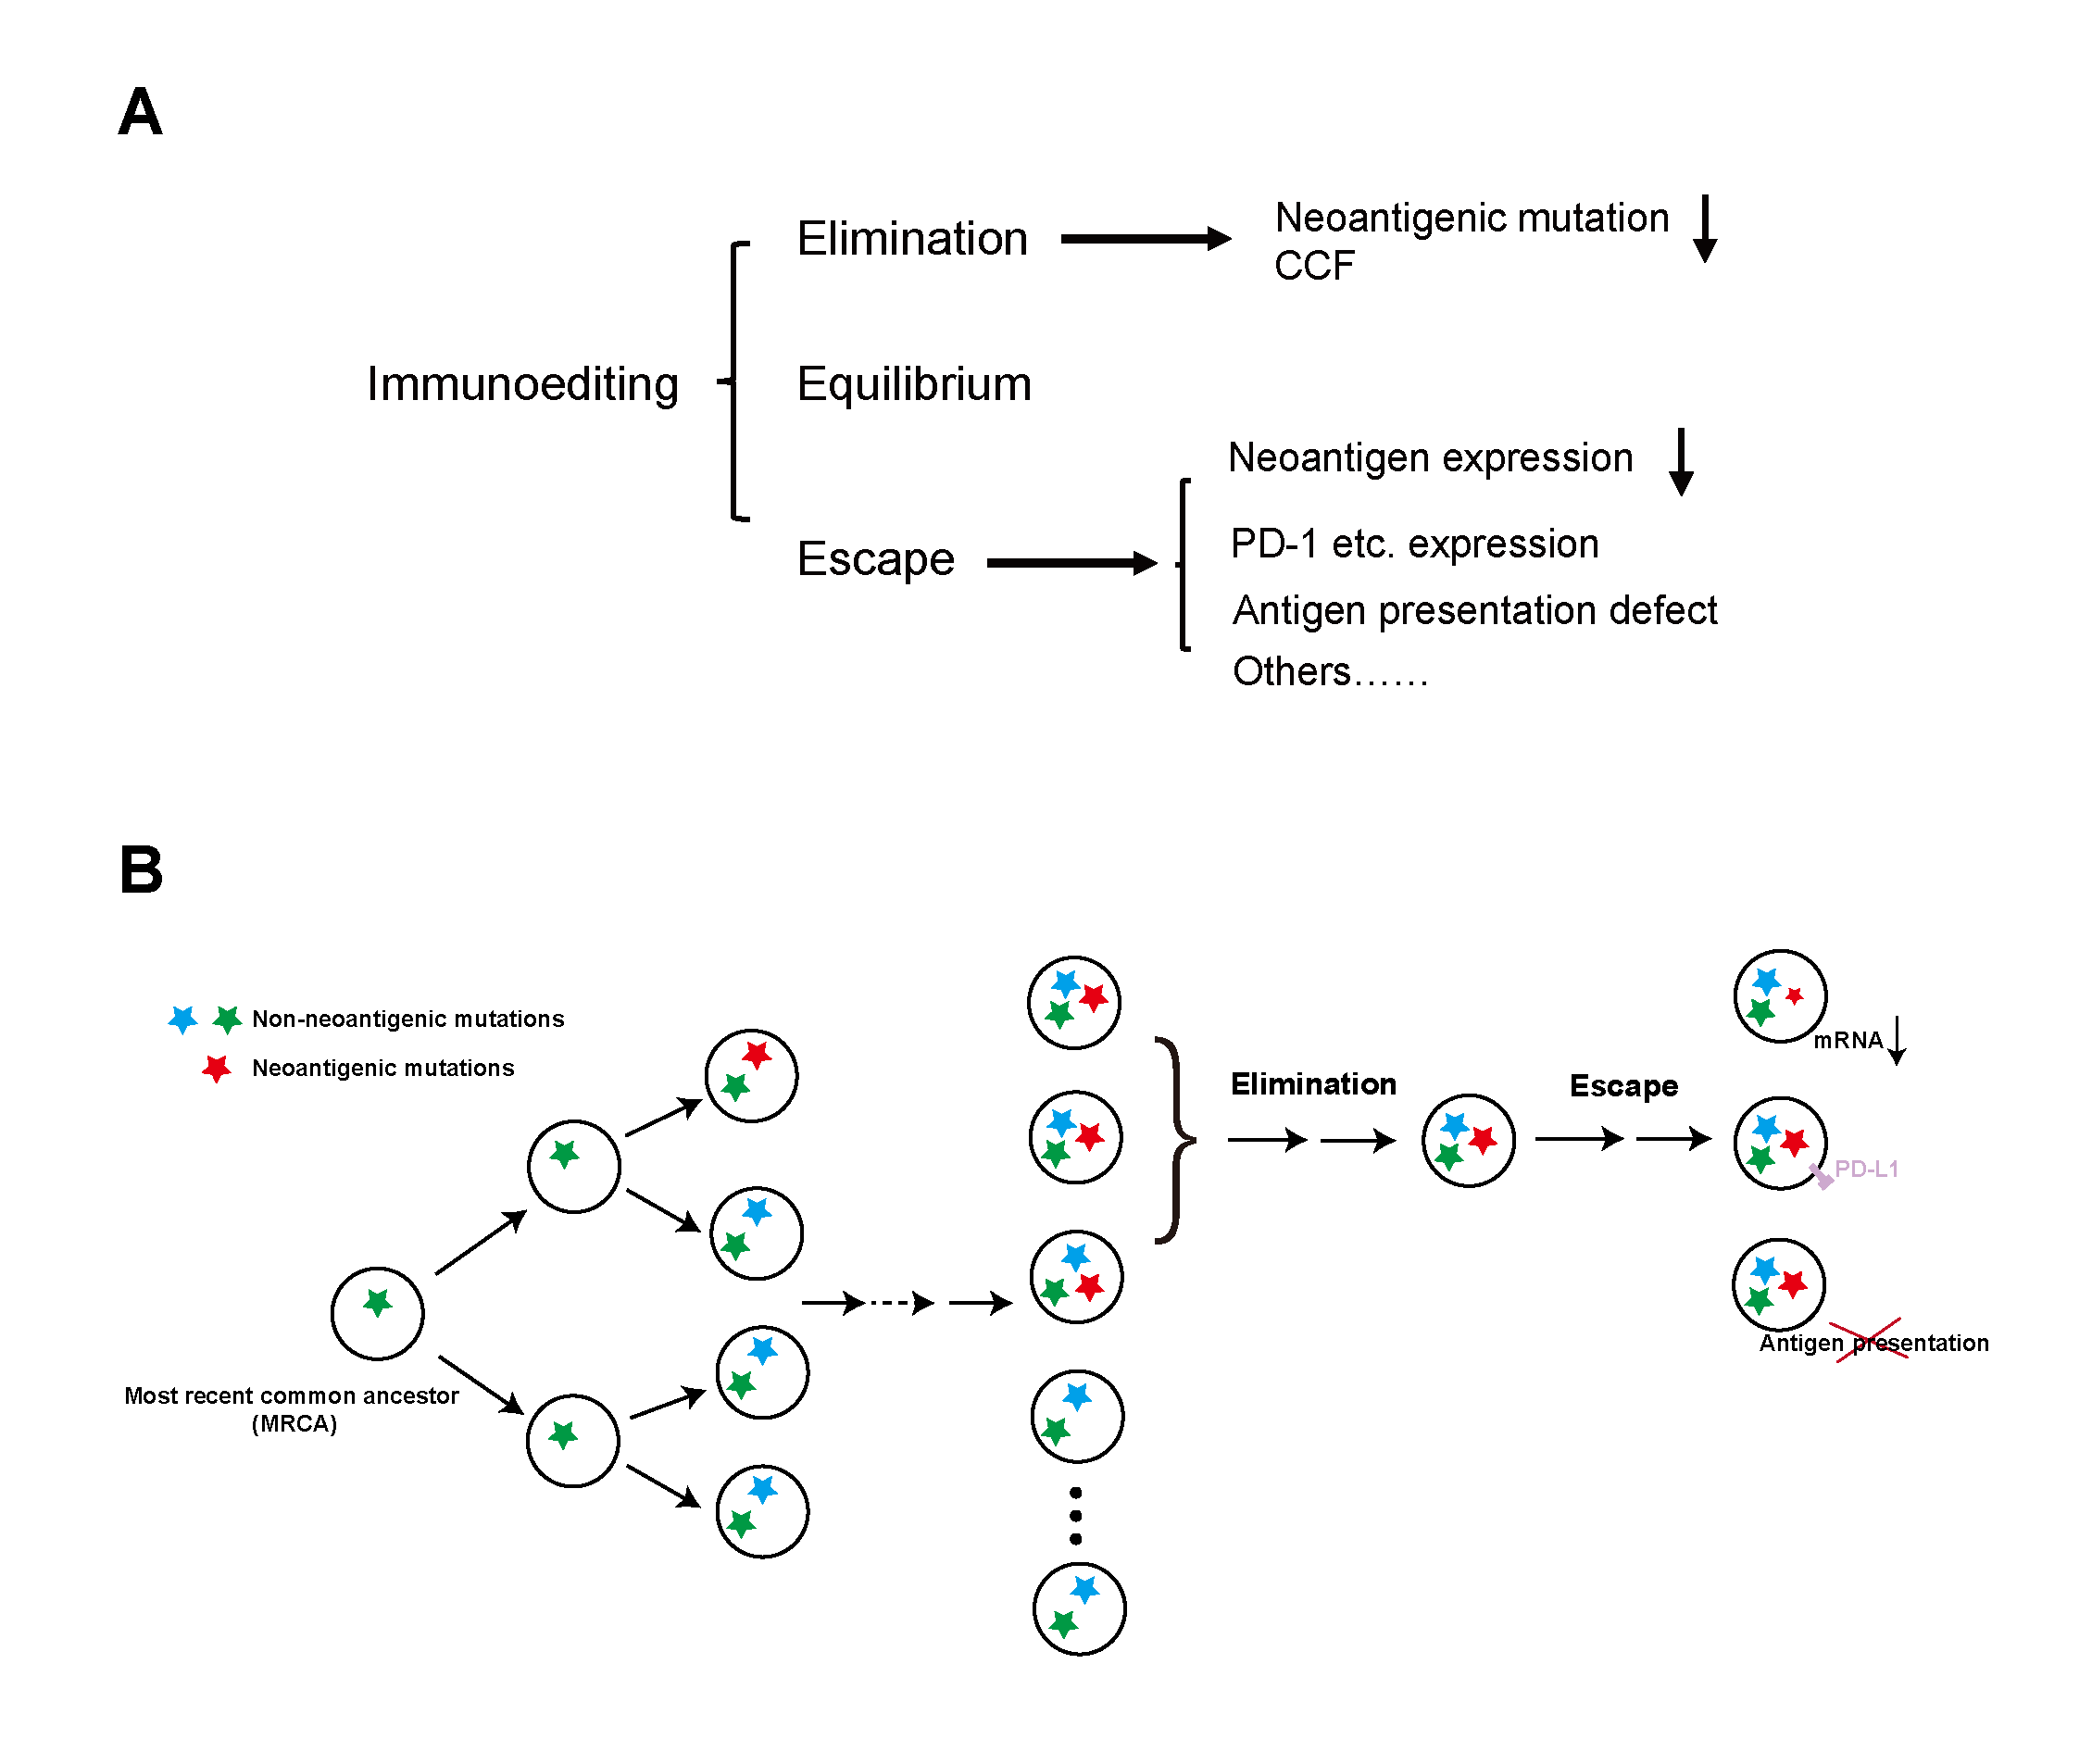 A
Elimination
Neoantigenic mutation
CCF
Immunoediting
Equilibrium
Neoantigen expression
Escape
PD-1 etc. expression
Antigen presentation defect
Others……
B
Non-neoantigenic mutations
Neoantigenic mutations
Most recent common ancestor
(MRCA)
Elimination
Escape
mRNA
PD-L1
Antigen presentation